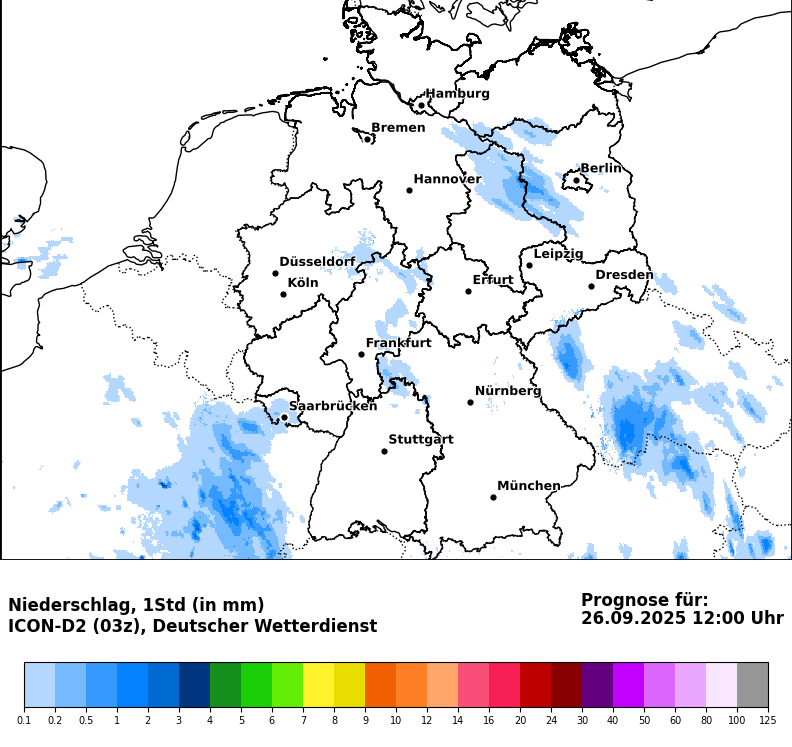 Hamburg
Bremen
Berlin
Hannover
Leipzig
Düsseldorf
Dresden
Köln
Erfurt
Frankfurt
Nürnberg
Saarbrücken
Stuttgart
München
Niederschlag, 1Std (in mm)
ICON-D2 (03z), Deutscher Wetterdienst
Prognose für:
26.09.2025 12:00 Uhr
0.1 0.2 0.5 1 2 3 4 5 6 7 8 9 10 12 14 16 20 24 30 40 50 60 80 100 125